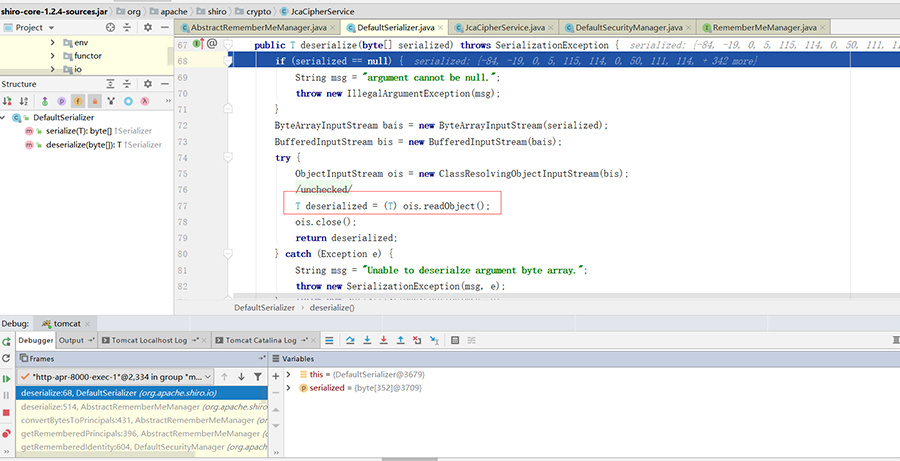 shiro-core-1.2.4-sources.jar org apache shiro crypto JcaCipherService
Project
AbstractRememberMeManager.java DefaultSerializer.java JcaCipherService.java DefaultSecurityManager.java RememberMeManager.java
env
functor
io
Structure
DefaultSerializer
serialize(T): byte[] ↑Serializer
deserialize(byte[]): T ↑Serializer
67 public T deserialize(byte[] serialized) throws SerializationException { serialized: {-84, -19, 0, 5, 115, 114, 0, 50, 111, 11
68 if (serialized == null) { serialized: {-84, -19, 0, 5, 115, 114, 0, 50, 111, 114, + 342 more}
69 String msg = "argument cannot be null.";
70 throw new IllegalArgumentException(msg);
71 }
72 ByteArrayInputStream bais = new ByteArrayInputStream(serialized);
73 BufferedInputStream bis = new BufferedInputStream(bais);
74 try {
75 ObjectInputStream ois = new ClassResolvingObjectInputStream(bis);
76 /unchecked/
77 T deserialized = (T) ois.readObject();
78 ois.close();
79 return deserialized;
80 } catch (Exception e) {
81 String msg = "Unable to deserialze argument byte array.";
82 throw new SerializationException(msg, e);
DefaultSerializer › deserialize()
Debug: tomcat
Debugger Output Tomcat Localhost Log Tomcat Catalina Log
Frames
Variables
"http-apr-8000-exec-1"@2,334 in group "m...
this = {DefaultSerializer@3679}
serialized = {byte[352]@3709}
deserialize:68, DefaultSerializer (org.apache.shiro.io)
deserialize:514, AbstractRememberMeManager (org.apache
convertBytesToPrincipals:431, AbstractRememberMeManager
getRememberedPrincipals:396, AbstractRememberMeManager
getRememberedIdentity:604, DefaultSecurityManager (org.apac